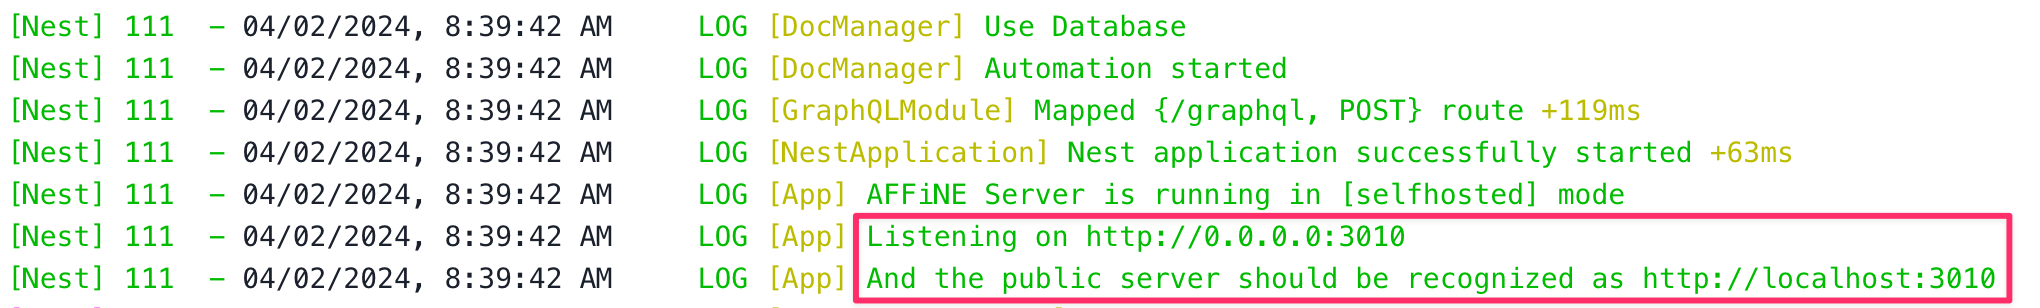 [Nest] 111  - 04/02/2024, 8:39:42 AM     LOG [DocManager] Use Database
[Nest] 111  - 04/02/2024, 8:39:42 AM     LOG [DocManager] Automation started
[Nest] 111  - 04/02/2024, 8:39:42 AM     LOG [GraphQLModule] Mapped {/graphql, POST} route +119ms
[Nest] 111  - 04/02/2024, 8:39:42 AM     LOG [NestApplication] Nest application successfully started +63ms
[Nest] 111  - 04/02/2024, 8:39:42 AM     LOG [App] AFFiNE Server is running in [selfhosted] mode
[Nest] 111  - 04/02/2024, 8:39:42 AM     LOG [App] Listening on http://0.0.0.0:3010
[Nest] 111  - 04/02/2024, 8:39:42 AM     LOG [App] And the public server should be recognized as http://localhost:3010